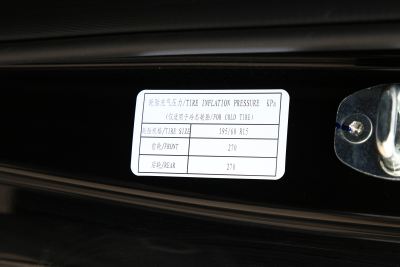 轮胎充气压力/TIRE INFLATION PRESSURE KPa
(仅适用于冷态轮胎/FOR COLD TIRE)
轮胎规格/TIRE SIZE 195/60 R15
前轮/FRONT 270
后轮/REAR 270